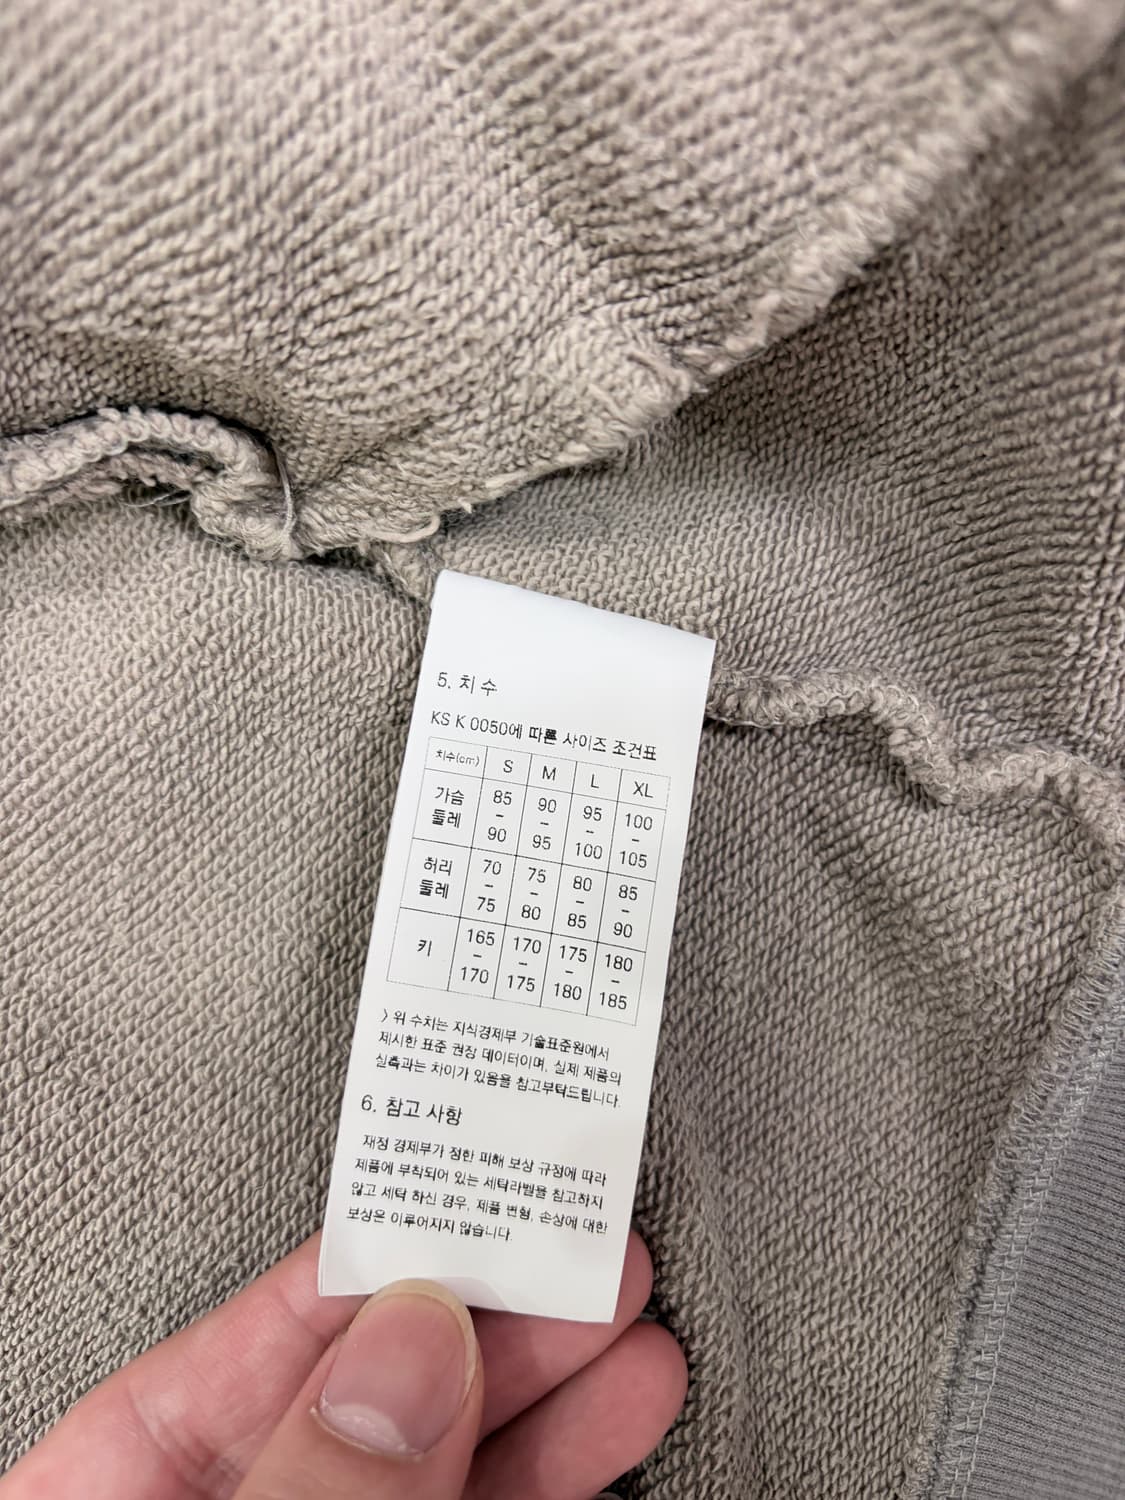 5. 치 수
KS K 0050에 따른 사이즈 조건표
치수(cm) S M L XL
가슴둘레 85-90 90-95 95-100 100-105
허리둘레 70-75 75-80 80-85 85-90
키 165-170 170-175 175-180 180-185
〉위 수치는 지식경제부 기술표준원에서
제시한 표준 권장 데이터이며, 실제 제품의
실측과는 차이가 있음을 참고부탁드립니다.
6. 참고 사항
재정 경제부가 정한 피해 보상 규정에 따라
제품에 부착되어 있는 세탁라벨을 참고하지
않고 세탁 하신 경우, 제품 변형, 손상에 대한
보상은 이루어지지 않습니다.